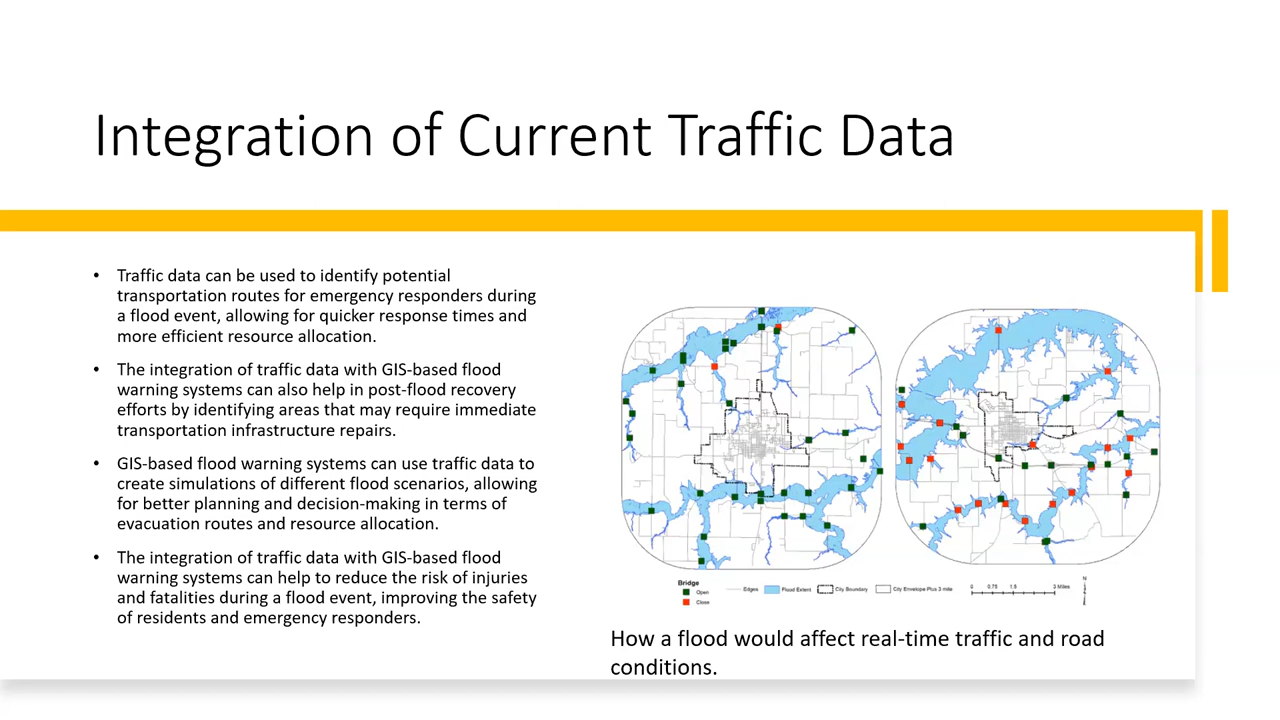 Integration of Current Traffic Data
• Traffic data can be used to identify potential
transportation routes for emergency responders during
a flood event, allowing for quicker response times and
more efficient resource allocation.
• The integration of traffic data with GIS-based flood
warning systems can also help in post-flood recovery
efforts by identifying areas that may require immediate
transportation infrastructure repairs.
• GIS-based flood warning systems can use traffic data to
create simulations of different flood scenarios, allowing
for better planning and decision-making in terms of
evacuation routes and resource allocation.
• The integration of traffic data with GIS-based flood
warning systems can help to reduce the risk of injuries
and fatalities during a flood event, improving the safety
of residents and emergency responders.
Bridge
Open
Close
Edges
Flood Extent
City Boundary
City Envelope Plus 3 mile
0 0.75 1.5 3 Miles
N
How a flood would affect real-time traffic and road
conditions.